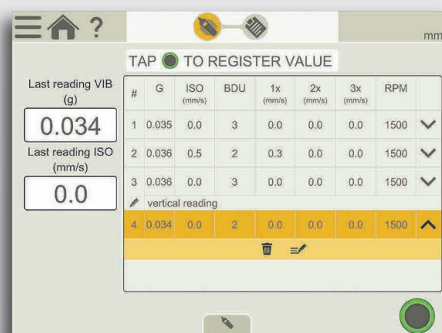 ?
mm
TAP TO REGISTER VALUE
Last reading VIB
(g)
0.034
Last reading ISO
(mm/s)
0.0
# G ISO (mm/s) BDU 1x (mm/s) 2x (mm/s) 3x (mm/s) RPM
1 0.035 0.0 3 0.0 0.0 0.0 1500
2 0.036 0.5 2 0.3 0.0 0.0 1500
3 0.036 0.0 3 0.0 0.0 0.0 1500
vertical reading
4 0.034 0.0 2 0.0 0.0 0.0 1500